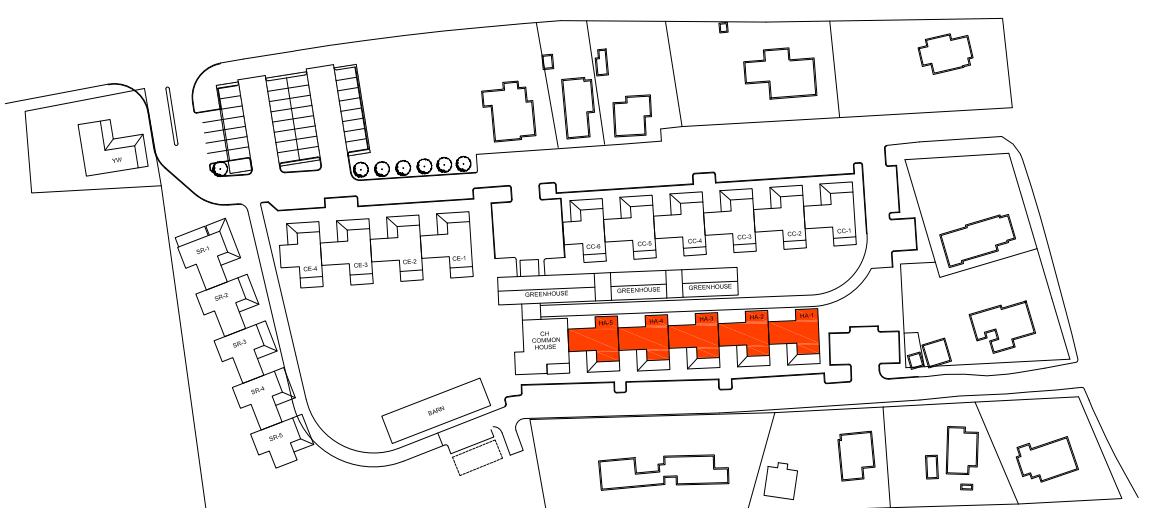 YW
SR-1
SR-2
SR-3
SR-4
SR-5
CE-4
CE-3
CE-2
CE-1
CC-6
CC-5
CC-4
CC-3
CC-2
CC-1
GREENHOUSE
GREENHOUSE
GREENHOUSE
CH
COMMON
HOUSE
HA-5
HA-4
HA-3
HA-2
HA-1
BARN